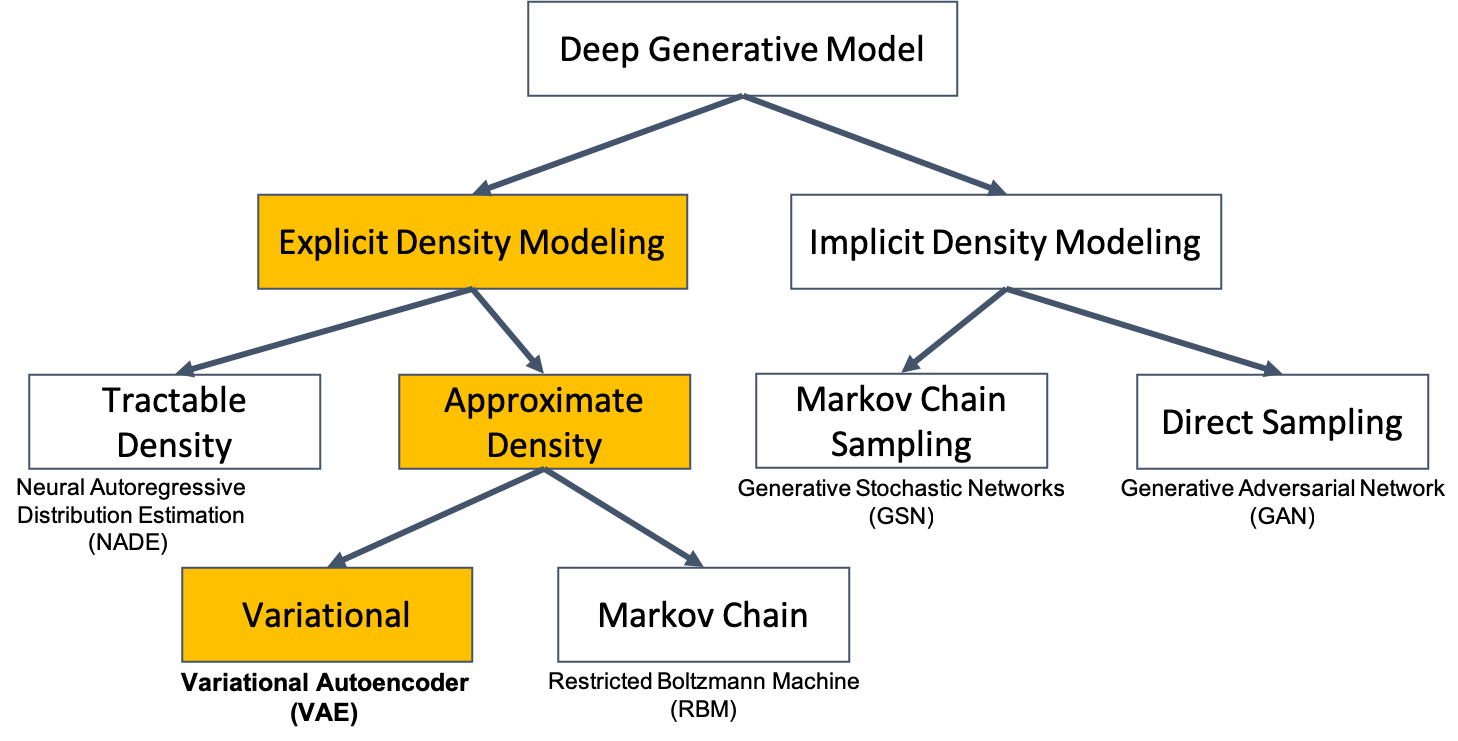 Deep Generative Model
Explicit Density Modeling
Implicit Density Modeling
Tractable
Density
Neural Autoregressive
Distribution Estimation
(NADE)
Approximate
Density
Markov Chain
Sampling
Generative Stochastic Networks
(GSN)
Direct Sampling
Generative Adversarial Network
(GAN)
Variational
Variational Autoencoder
(VAE)
Markov Chain
Restricted Boltzmann Machine
(RBM)